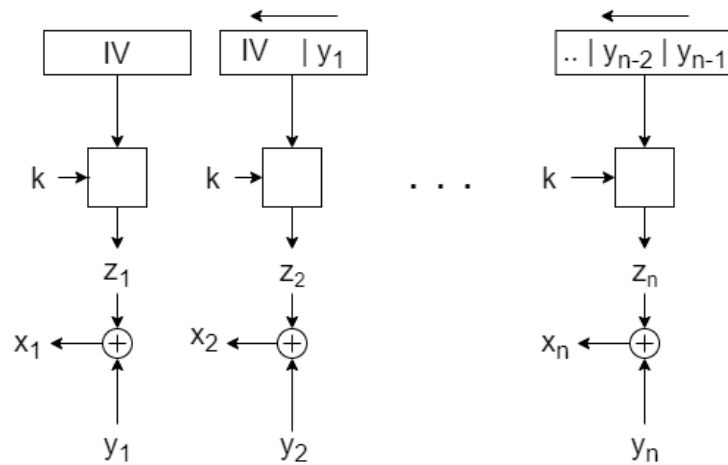 IV IV | y₁ .. | yₙ₋₂ | yₙ₋₁
k k . . . k
z₁ z₂ zₙ
x₁ x₂ xₙ
y₁ y₂ yₙ